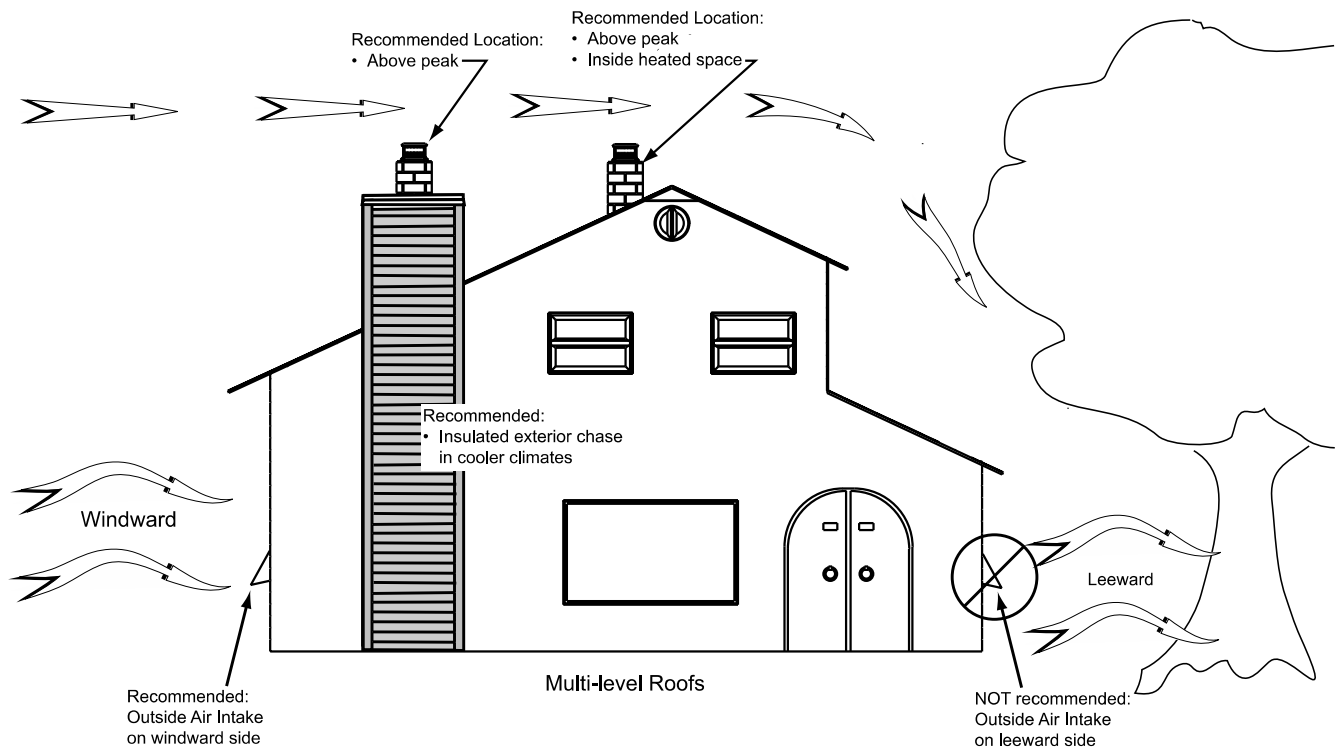 Recommended Location:
• Above peak
Recommended Location:
• Above peak
• Inside heated space
Recommended:
• Insulated exterior chase
in cooler climates
Windward
Leeward
Recommended:
Outside Air Intake
on windward side
Multi-level Roofs
NOT recommended:
Outside Air Intake
on leeward side